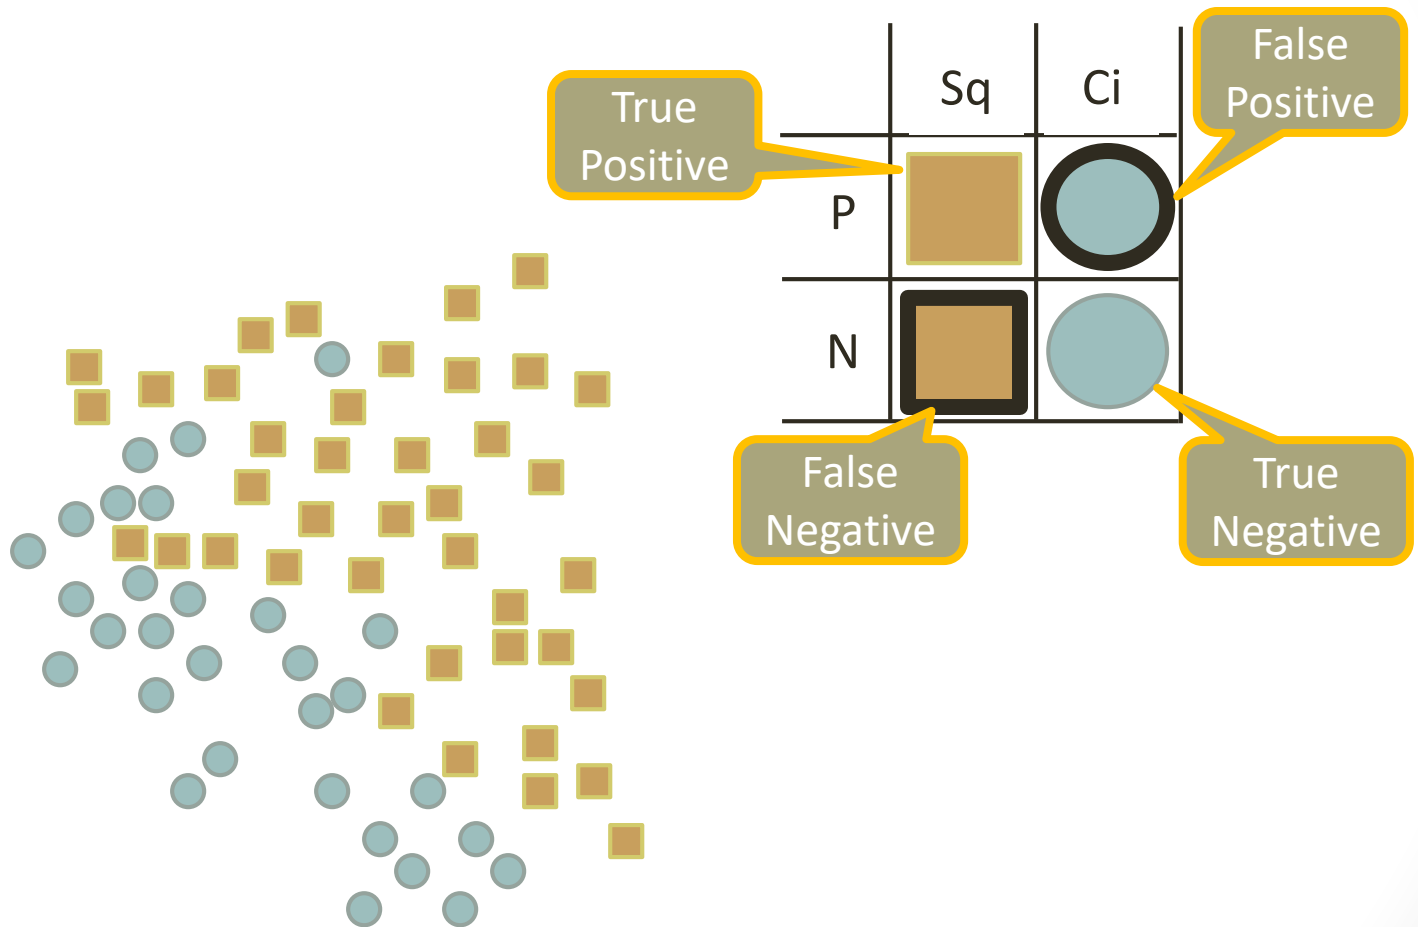 False
Positive
Sq
Ci
True
Positive
P
N
False
Negative
True
Negative